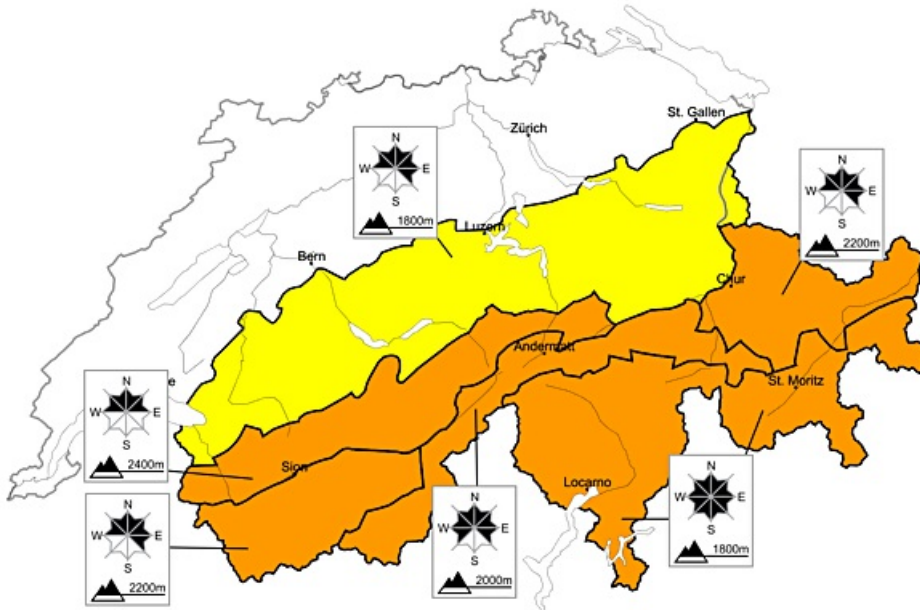 St. Gallen
Zürich
N
W E
S
1800m
N
W E
S
2200m
Luzern
Bern
Chur
Andermatt
St. Moritz
e
N
W E
S
2400m
Sion
Locarno
N
W E
S
2200m
N
W E
S
2000m
N
W E
S
1800m